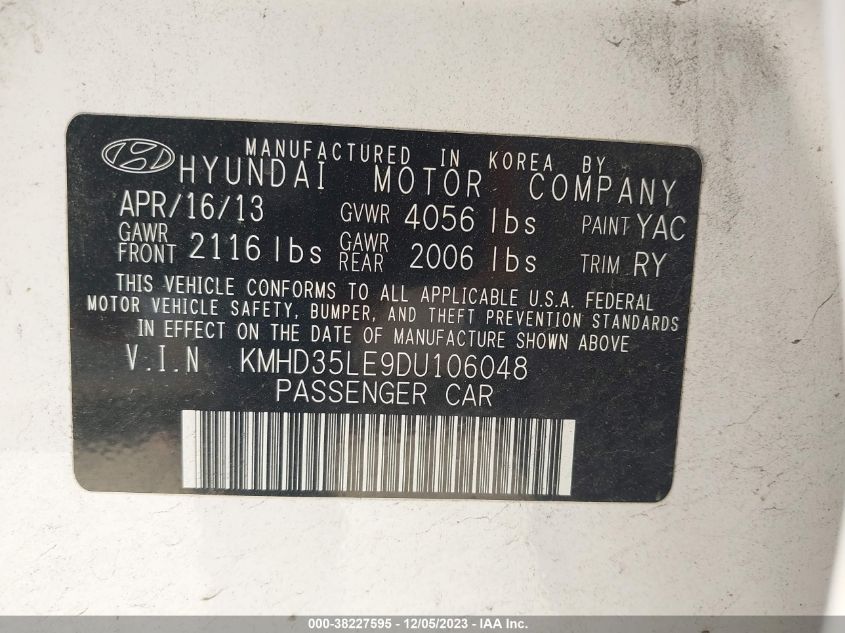 MANUFACTURED IN KOREA BY
HYUNDAI MOTOR COMPANY
APR/16/13 GVWR 4056 lbs PAINT YAC
GAWR FRONT 2116 lbs GAWR REAR 2006 lbs TRIM RY
THIS VEHICLE CONFORMS TO ALL APPLICABLE U.S.A. FEDERAL
MOTOR VEHICLE SAFETY, BUMPER, AND THEFT PREVENTION STANDARDS
IN EFFECT ON THE DATE OF MANUFACTURE SHOWN ABOVE
V.I.N KMHD35LE9DU106048
PASSENGER CAR
000-38227595 - 12/05/2023 - IAA Inc.